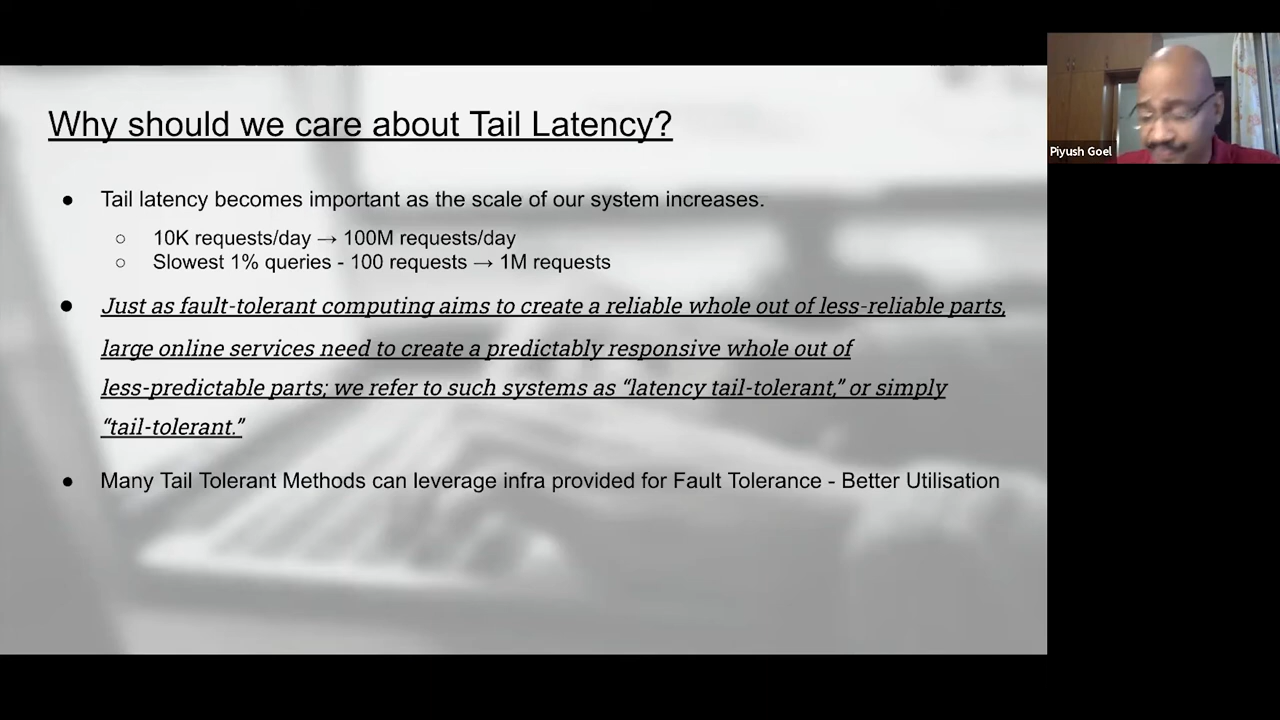 Why should we care about Tail Latency?
● Tail latency becomes important as the scale of our system increases.
○ 10K requests/day → 100M requests/day
○ Slowest 1% queries - 100 requests → 1M requests
● Just as fault-tolerant computing aims to create a reliable whole out of less-reliable parts,
large online services need to create a predictably responsive whole out of
less-predictable parts; we refer to such systems as “latency tail-tolerant,” or simply
“tail-tolerant.”
● Many Tail Tolerant Methods can leverage infra provided for Fault Tolerance - Better Utilisation
Piyush Goel